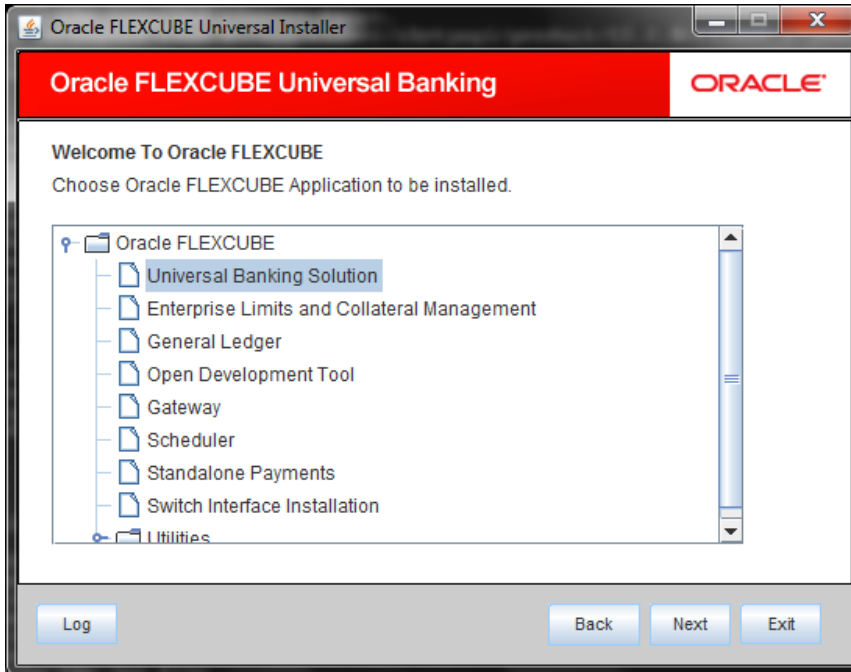 Oracle FLEXCUBE Universal Installer
Oracle FLEXCUBE Universal Banking
ORACLE
Welcome To Oracle FLEXCUBE
Choose Oracle FLEXCUBE Application to be installed.
Oracle FLEXCUBE
Universal Banking Solution
Enterprise Limits and Collateral Management
General Ledger
Open Development Tool
Gateway
Scheduler
Standalone Payments
Switch Interface Installation
Utilities
Log Back Next Exit